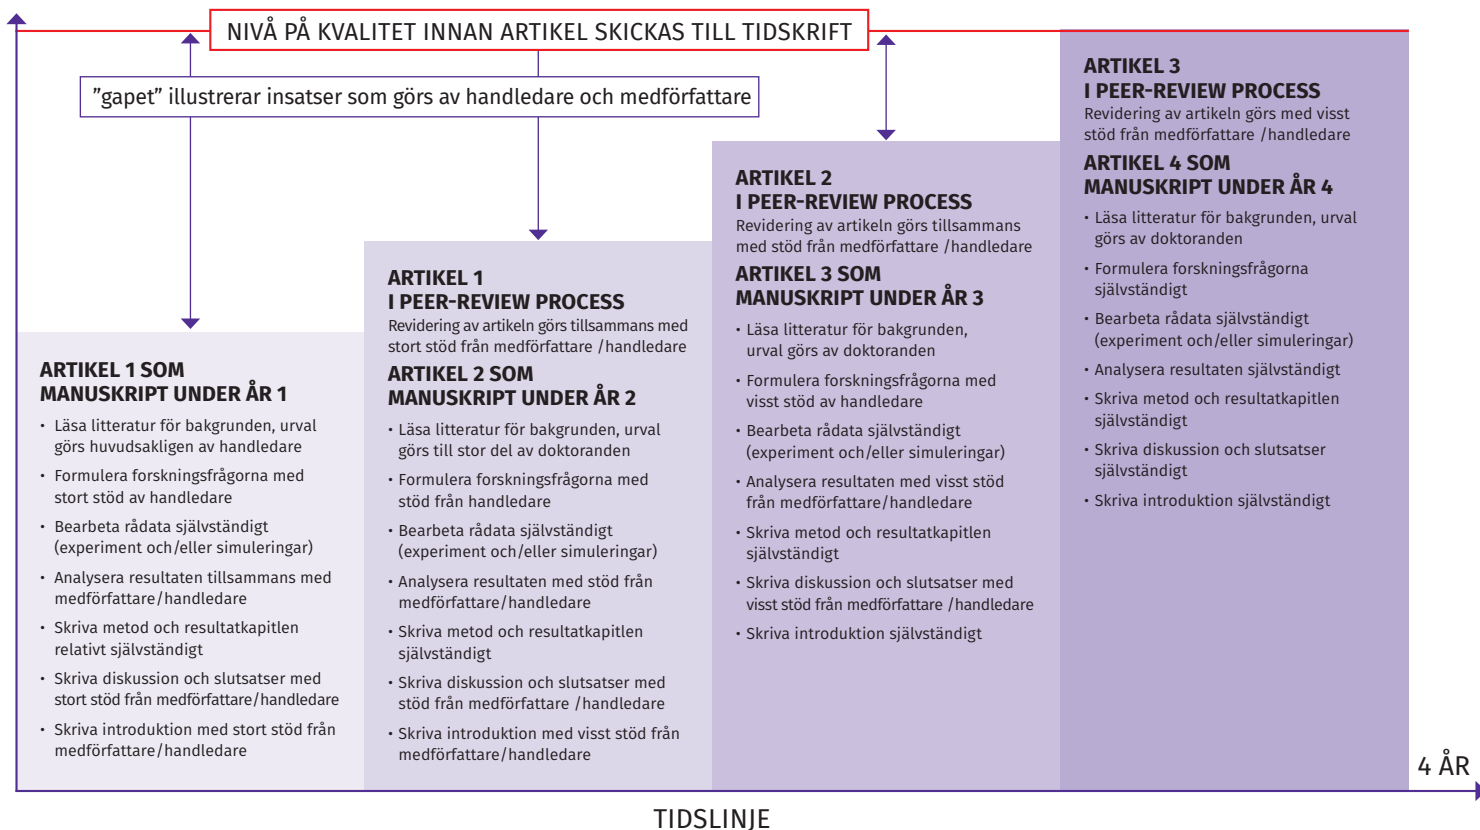 NIVÅ PÅ KVALITET INNAN ARTIKEL SKICKAS TILL TIDSKRIFT
”gapet” illustrerar insatser som görs av handledare och medförfattare
ARTIKEL 1 SOM
MANUSKRIPT UNDER ÅR 1
• Läsa litteratur för bakgrunden, urval
görs huvudsakligen av handledare
• Formulera forskningsfrågorna med
stort stöd av handledare
• Bearbeta rådata självständigt
(experiment och/eller simuleringar)
• Analysera resultaten tillsammans med
medförfattare/handledare
• Skriva metod och resultatkapitlen
relativt självständigt
• Skriva diskussion och slutsatser med
stort stöd från medförfattare/handledare
• Skriva introduktion med stort stöd från
medförfattare/handledare
ARTIKEL 1
I PEER-REVIEW PROCESS
Revidering av artikeln görs tillsammans med
stort stöd från medförfattare /handledare
ARTIKEL 2 SOM
MANUSKRIPT UNDER ÅR 2
• Läsa litteratur för bakgrunden, urval
görs till stor del av doktoranden
• Formulera forskningsfrågorna med
stöd från handledare
• Bearbeta rådata självständigt
(experiment och/eller simuleringar)
• Analysera resultaten med stöd från
medförfattare/handledare
• Skriva metod och resultatkapitlen
självständigt
• Skriva diskussion och slutsatser med
stöd från medförfattare /handledare
• Skriva introduktion med visst stöd från
medförfattare/handledare
ARTIKEL 2
I PEER-REVIEW PROCESS
Revidering av artikeln görs tillsammans
med stöd från medförfattare /handledare
ARTIKEL 3 SOM
MANUSKRIPT UNDER ÅR 3
• Läsa litteratur för bakgrunden,
urval görs av doktoranden
• Formulera forskningsfrågorna med
visst stöd av handledare
• Bearbeta rådata självständigt
(experiment och/eller simuleringar)
• Analysera resultaten med visst stöd
från medförfattare/handledare
• Skriva metod och resultatkapitlen
självständigt
• Skriva diskussion och slutsatser med
visst stöd från medförfattare /handledare
• Skriva introduktion självständigt
ARTIKEL 3
I PEER-REVIEW PROCESS
Revidering av artikeln görs med visst
stöd från medförfattare /handledare
ARTIKEL 4 SOM
MANUSKRIPT UNDER ÅR 4
• Läsa litteratur för bakgrunden, urval
görs av doktoranden
• Formulera forskningsfrågorna
självständigt
• Bearbeta rådata självständigt
(experiment och/eller simuleringar)
• Analysera resultaten självständigt
• Skriva metod och resultatkapitlen
självständigt
• Skriva diskussion och slutsatser
självständigt
• Skriva introduktion självständigt
4 ÅR
TIDSLINJE